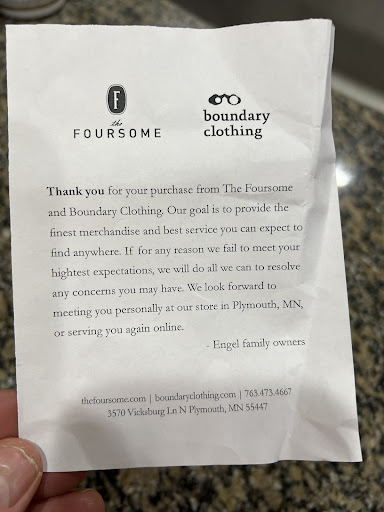 F
the
FOURSOME
boundary
clothing
Thank you for your purchase from The Foursome
and Boundary Clothing. Our goal is to provide the
finest merchandise and best service you can expect to
find anywhere. If for any reason we fail to meet your
hightest expectations, we will do all we can to resolve
any concerns you may have. We look forward to
meeting you personally at our store in Plymouth, MN,
or serving you again online.
- Engel family owners
thefoursome.com | boundaryclothing.com | 763.473.4667
3570 Vicksburg Ln N Plymouth, MN 55447